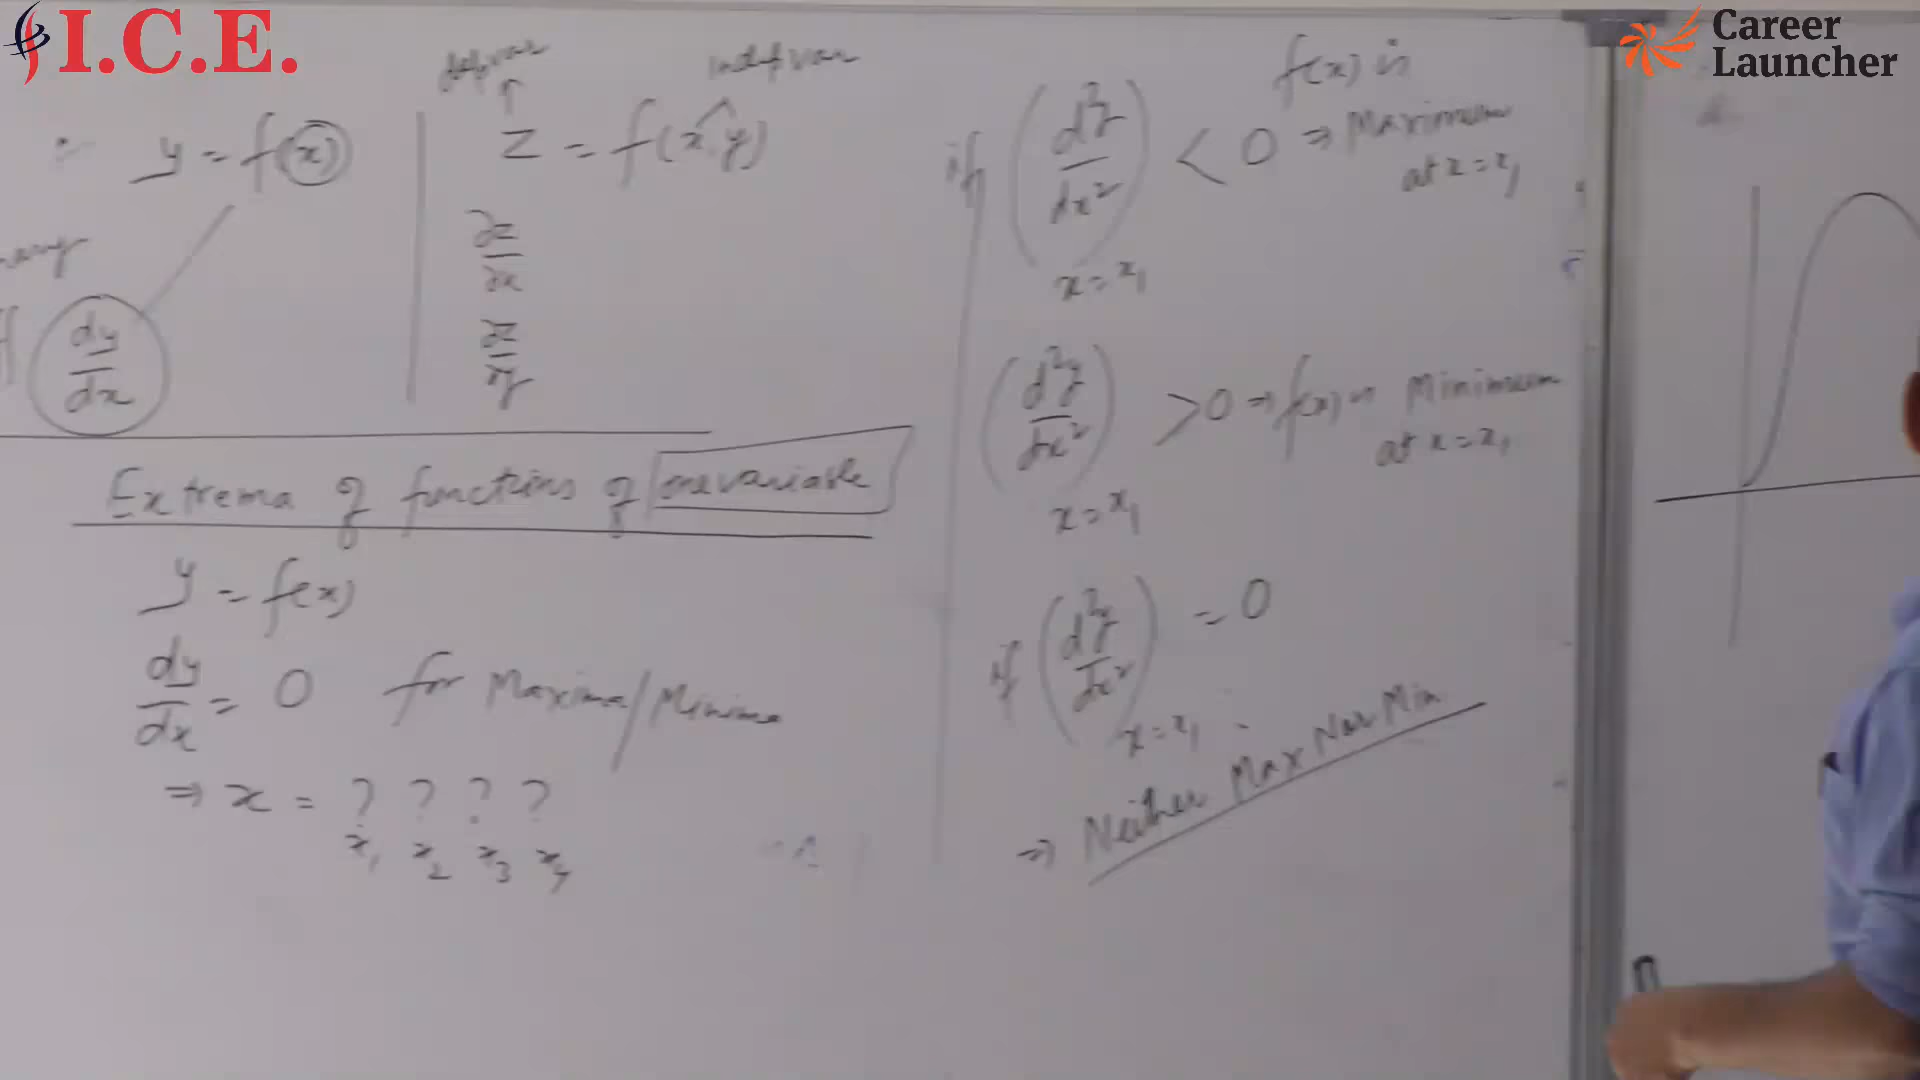 I.C.E.
Career
Launcher
dep var
indep var
y = f(x)
z = f(x, y)
∂z/∂x
∂z/∂y
dy/dx
Extrema of functions of one variable
y = f(x)
dy/dx = 0 for Maxima/Minima
⇒ x = ? ? ? ?
x₁ x₂ x₃ x₄
f(x) is
if (d²y/dx²) < 0 ⇒ Maximum
x = x₁
at x = x₁
(d²y/dx²) > 0 ⇒ f(x) is Minimum
x = x₁
at x = x₁
if (d²y/dx²) = 0
x = x₁
⇒ Neither Max Nor Min